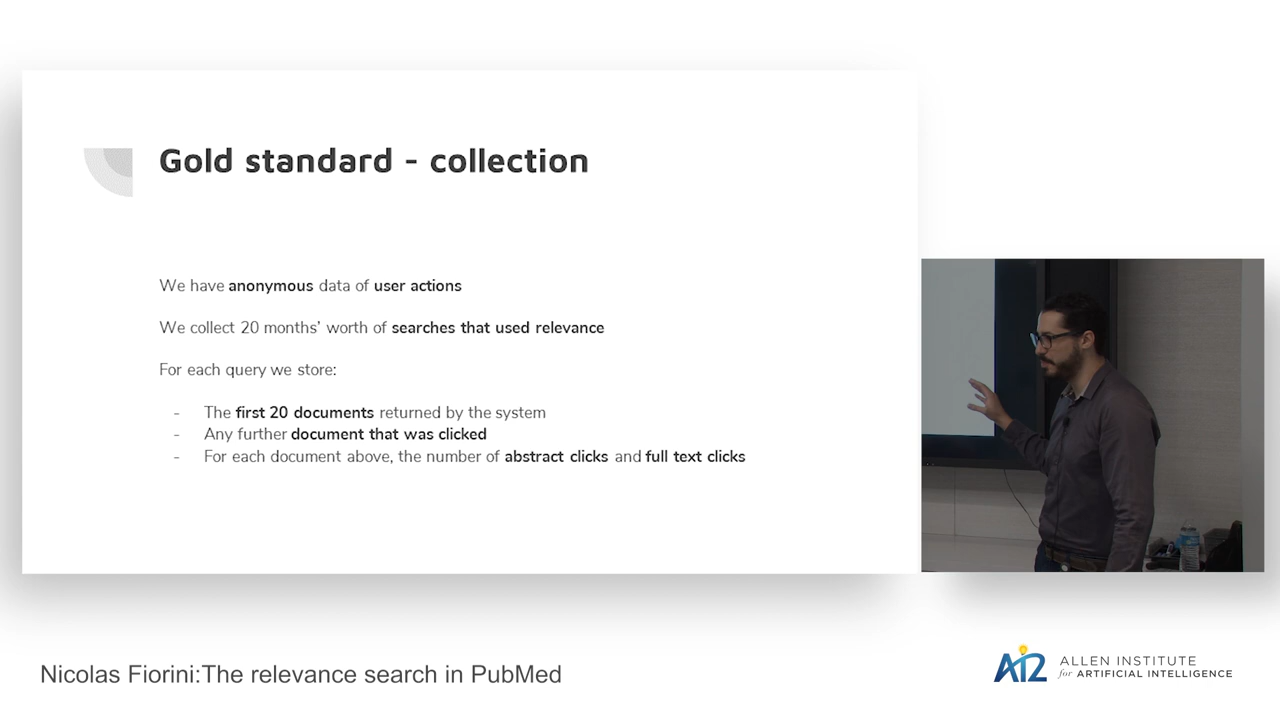 Gold standard - collection
We have anonymous data of user actions
We collect 20 months’ worth of searches that used relevance
For each query we store:
- The first 20 documents returned by the system
- Any further document that was clicked
- For each document above, the number of abstract clicks and full text clicks
Nicolas Fiorini:The relevance search in PubMed
AI2 ALLEN INSTITUTE
for ARTIFICIAL INTELLIGENCE